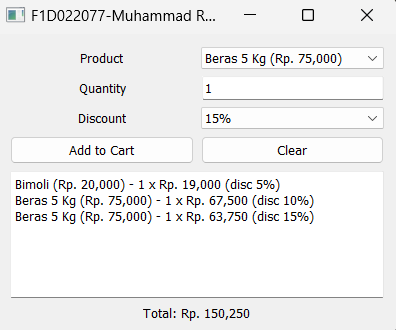 F1D022077-Muhammad R...
Product
Beras 5 Kg (Rp. 75,000)
Quantity
1
Discount
15%
Add to Cart
Clear
Bimoli (Rp. 20,000) - 1 x Rp. 19,000 (disc 5%)
Beras 5 Kg (Rp. 75,000) - 1 x Rp. 67,500 (disc 10%)
Beras 5 Kg (Rp. 75,000) - 1 x Rp. 63,750 (disc 15%)
Total: Rp. 150,250